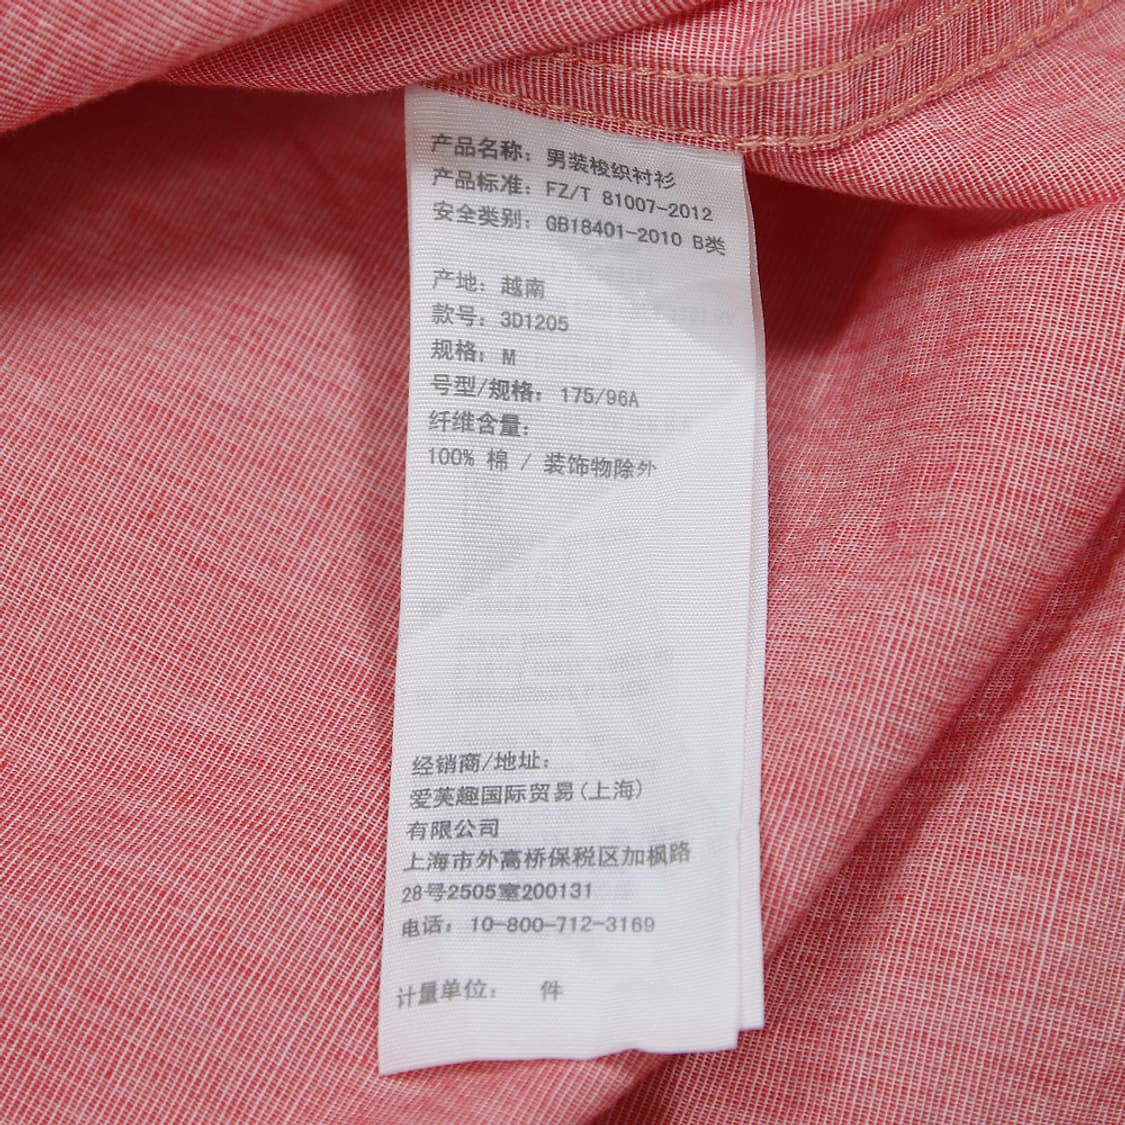 产品名称: 男装梭织衬衫
产品标准: FZ/T 81007-2012
安全类别: GB18401-2010 B类
产地: 越南
款号: 3D1205
规格: M
号型/规格: 175/96A
纤维含量:
100% 棉 / 装饰物除外
经销商/地址:
爱芙趣国际贸易(上海)
有限公司
上海市外高桥保税区加枫路
28号2505室200131
电话: 10-800-712-3169
计量单位: 件